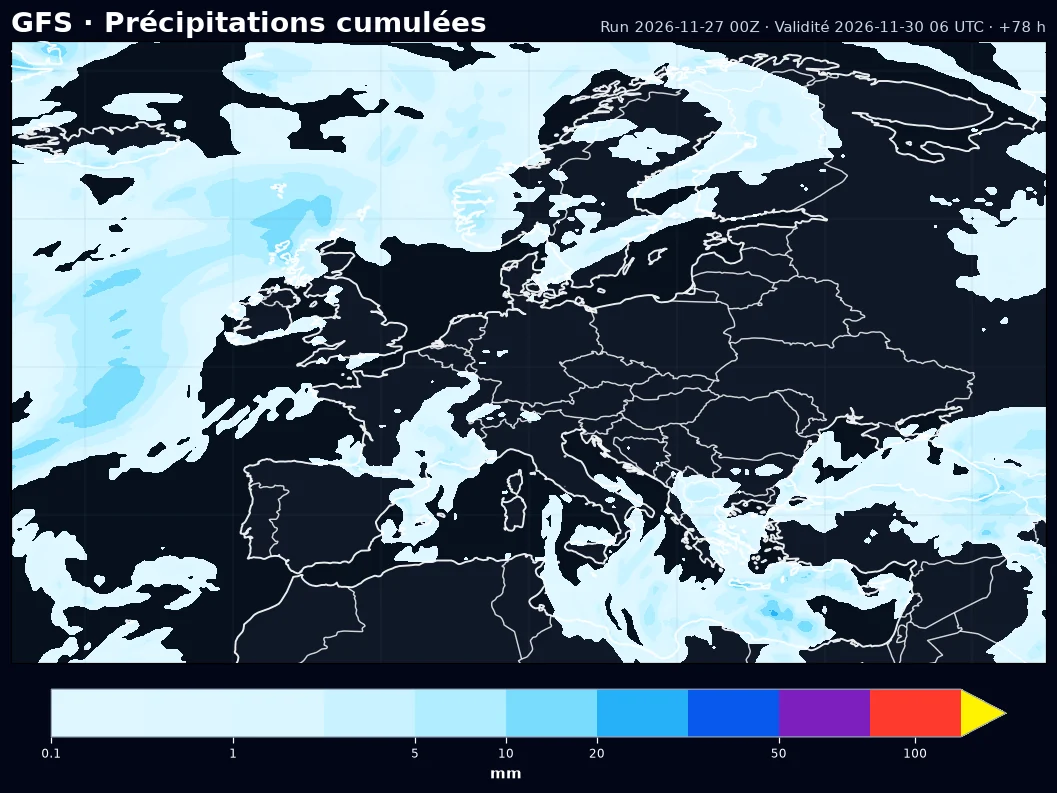 GFS · Précipitations cumulées
Run 2026-11-27 00Z · Validité 2026-11-30 06 UTC · +78 h
0.1 1 5 10 20 50 100
mm